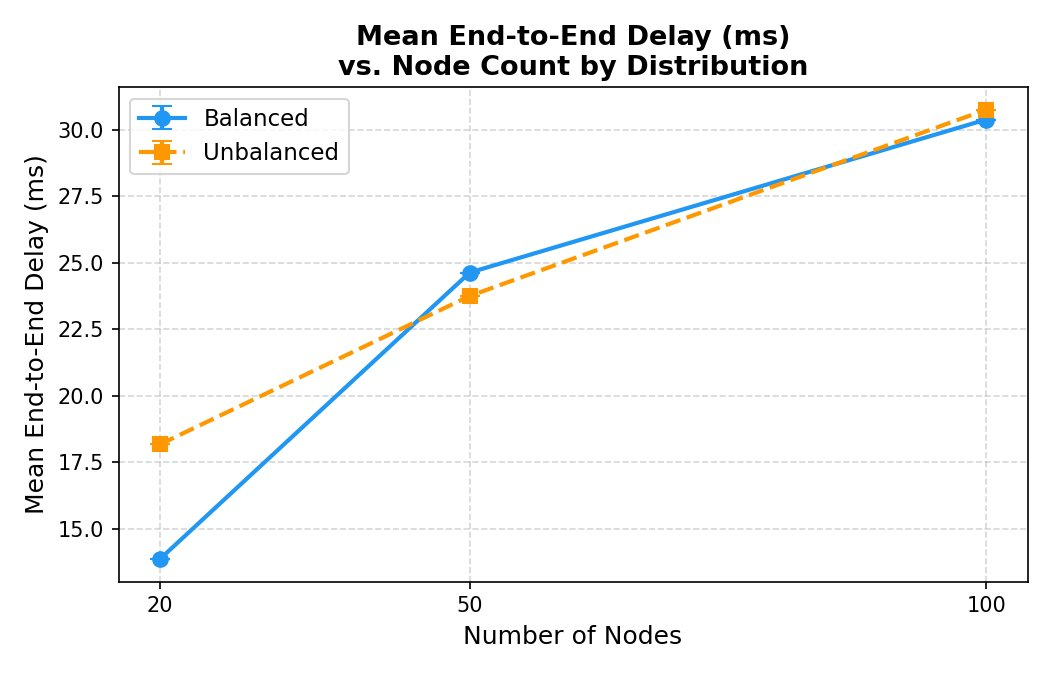 Mean End-to-End Delay (ms)
vs. Node Count by Distribution
Balanced
Unbalanced
Mean End-to-End Delay (ms)
30.0
27.5
25.0
22.5
20.0
17.5
15.0
20
50
100
Number of Nodes